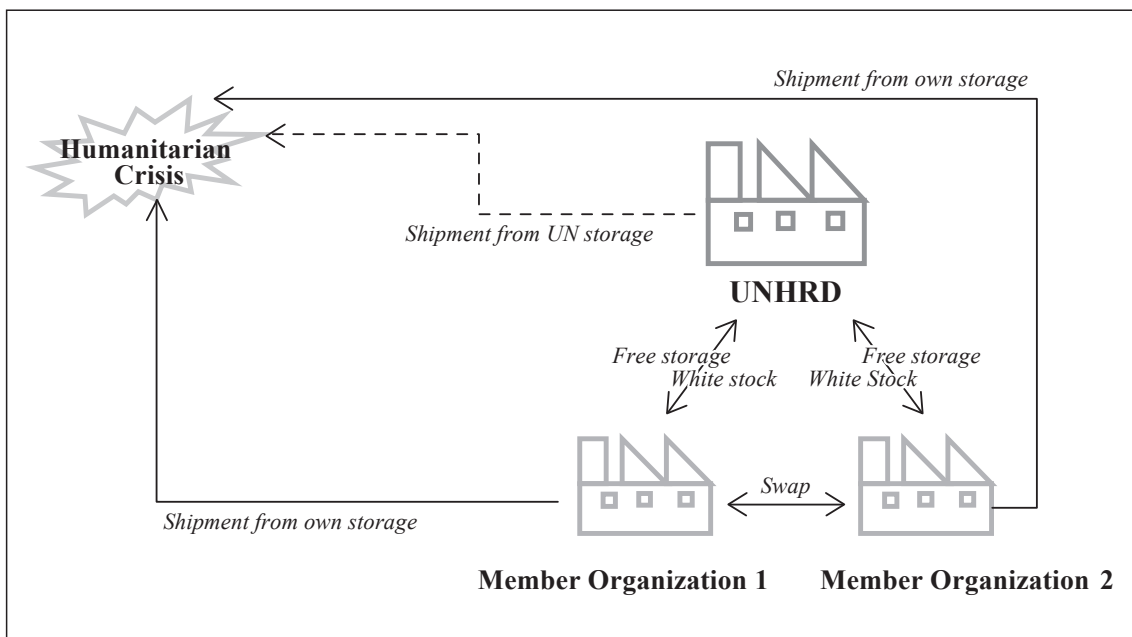 Shipment from own storage
Humanitarian
Crisis
Shipment from UN storage
UNHRD
Free storage
White stock
Free storage
White Stock
Swap
Shipment from own storage
Member Organization 1
Member Organization 2